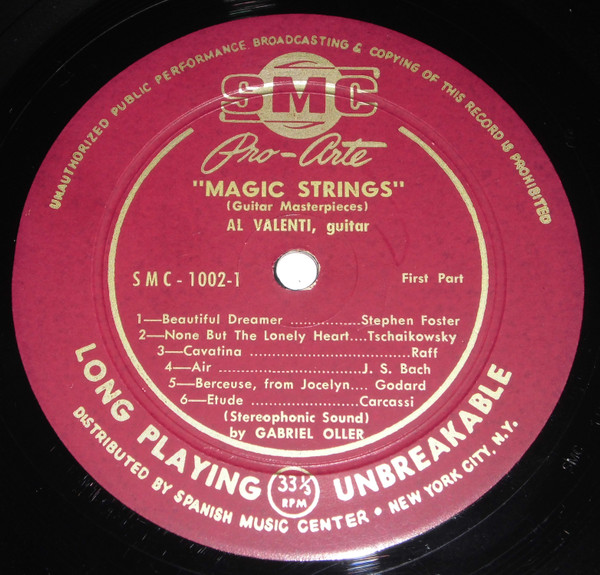 UNAUTHORIZED PUBLIC PERFORMANCE, BROADCASTING & COPYING OF THIS RECORD IS PROHIBITED
SMC
Pro-Arte
"MAGIC STRINGS"
(Guitar Masterpieces)
AL VALENTI, guitar
SMC-1002-1 First Part
1—Beautiful Dreamer ................Stephen Foster
2—None But The Lonely Heart....Tschaikowsky
3—Cavatina ....................................Raff
4—Air .........................J. S. Bach
5—Berceuse, from Jocelyn.... Godard
6—Etude ........................Carcassi
(Stereophonic Sound)
by GABRIEL OLLER
LONG PLAYING 33⅓ RPM UNBREAKABLE
DISTRIBUTED BY SPANISH MUSIC CENTER • NEW YORK CITY, N.Y.